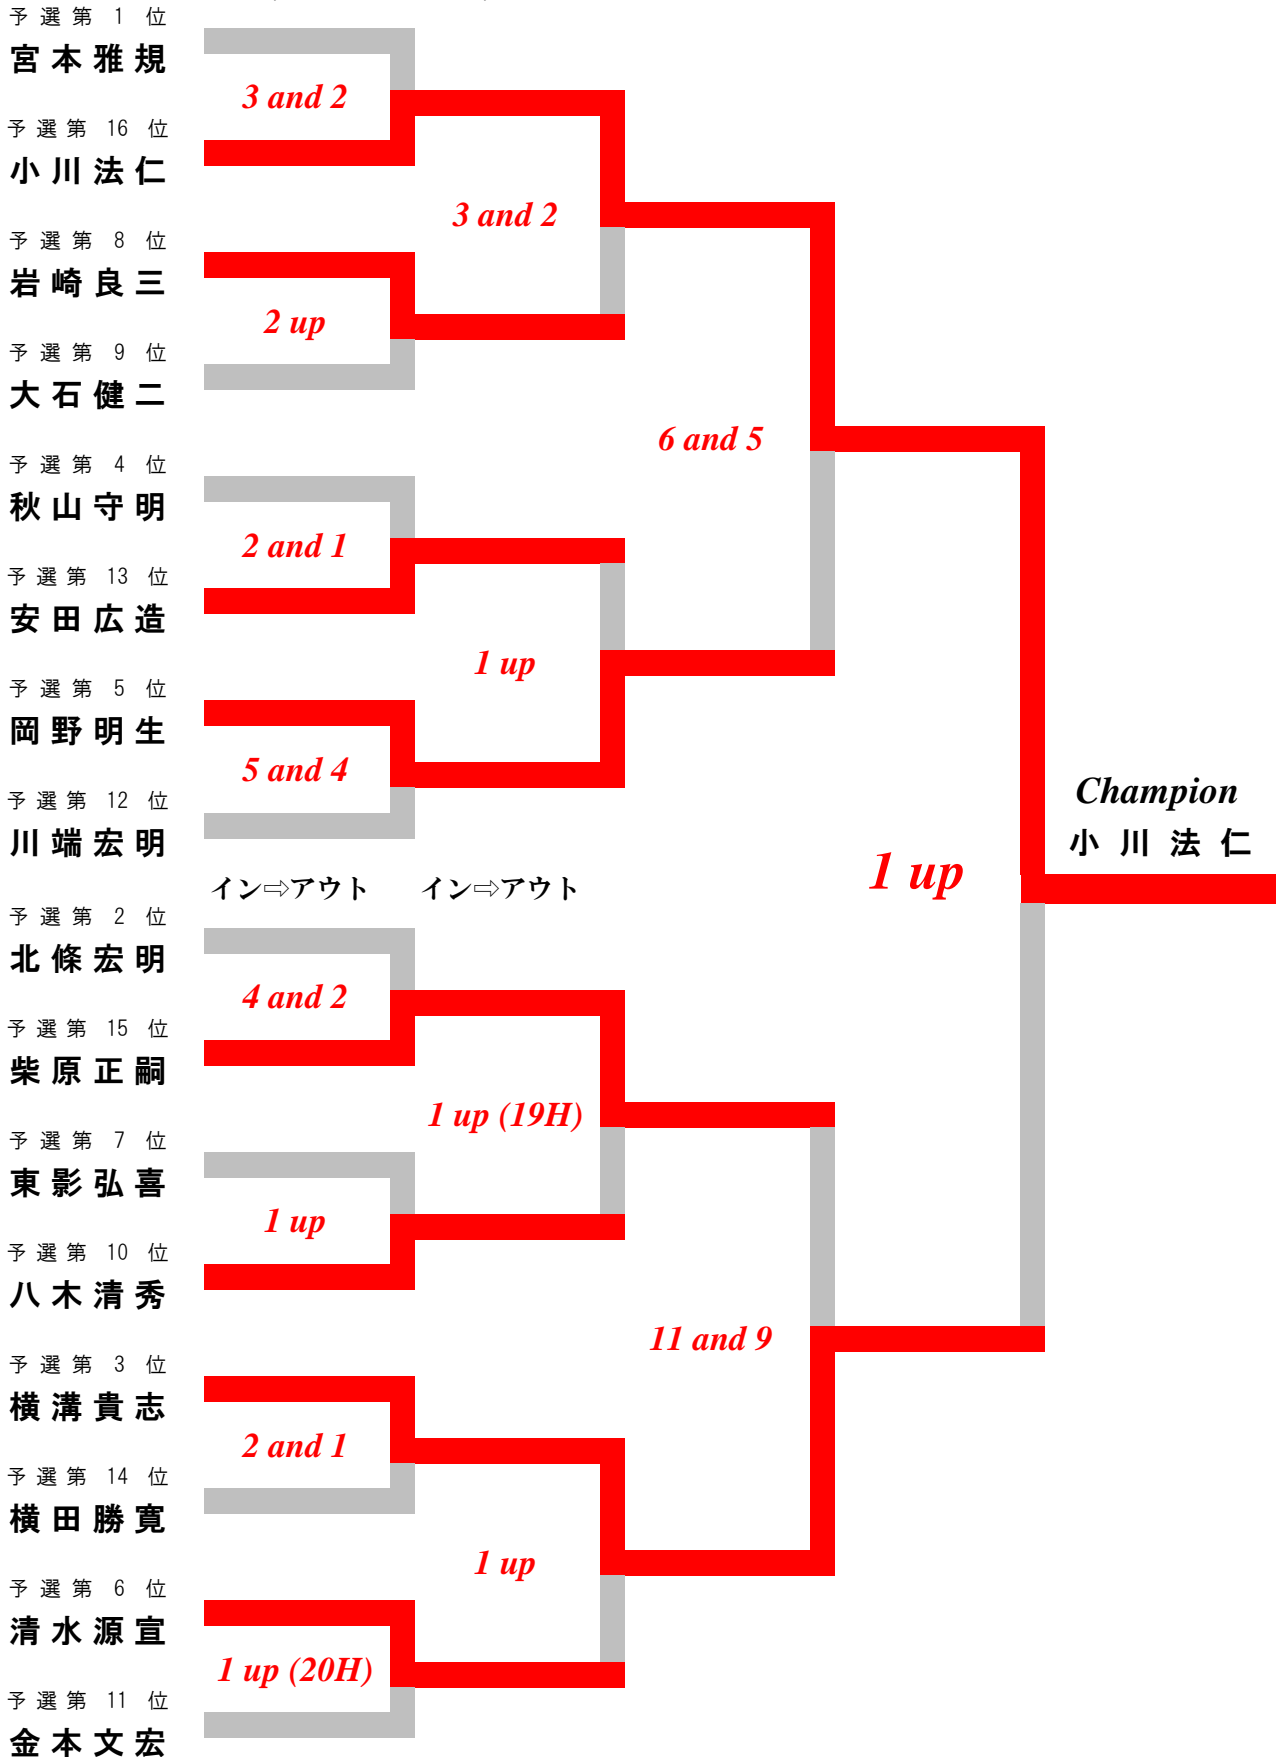 予選第 1 位
宮本雅規
3 and 2
予選第 16 位
小川法仁
3 and 2
予選第 8 位
岩崎良三
2 up
予選第 9 位
大石健二
6 and 5
予選第 4 位
秋山守明
2 and 1
予選第 13 位
安田広造
1 up
予選第 5 位
岡野明生
5 and 4
予選第 12 位
川端宏明
Champion
小川法仁
1 up
イン⇨アウト イン⇨アウト
予選第 2 位
北條宏明
4 and 2
予選第 15 位
柴原正嗣
1 up (19H)
予選第 7 位
東影弘喜
1 up
予選第 10 位
八木清秀
11 and 9
予選第 3 位
横溝貴志
2 and 1
予選第 14 位
横田勝寛
1 up
予選第 6 位
清水源宣
1 up (20H)
予選第 11 位
金本文宏